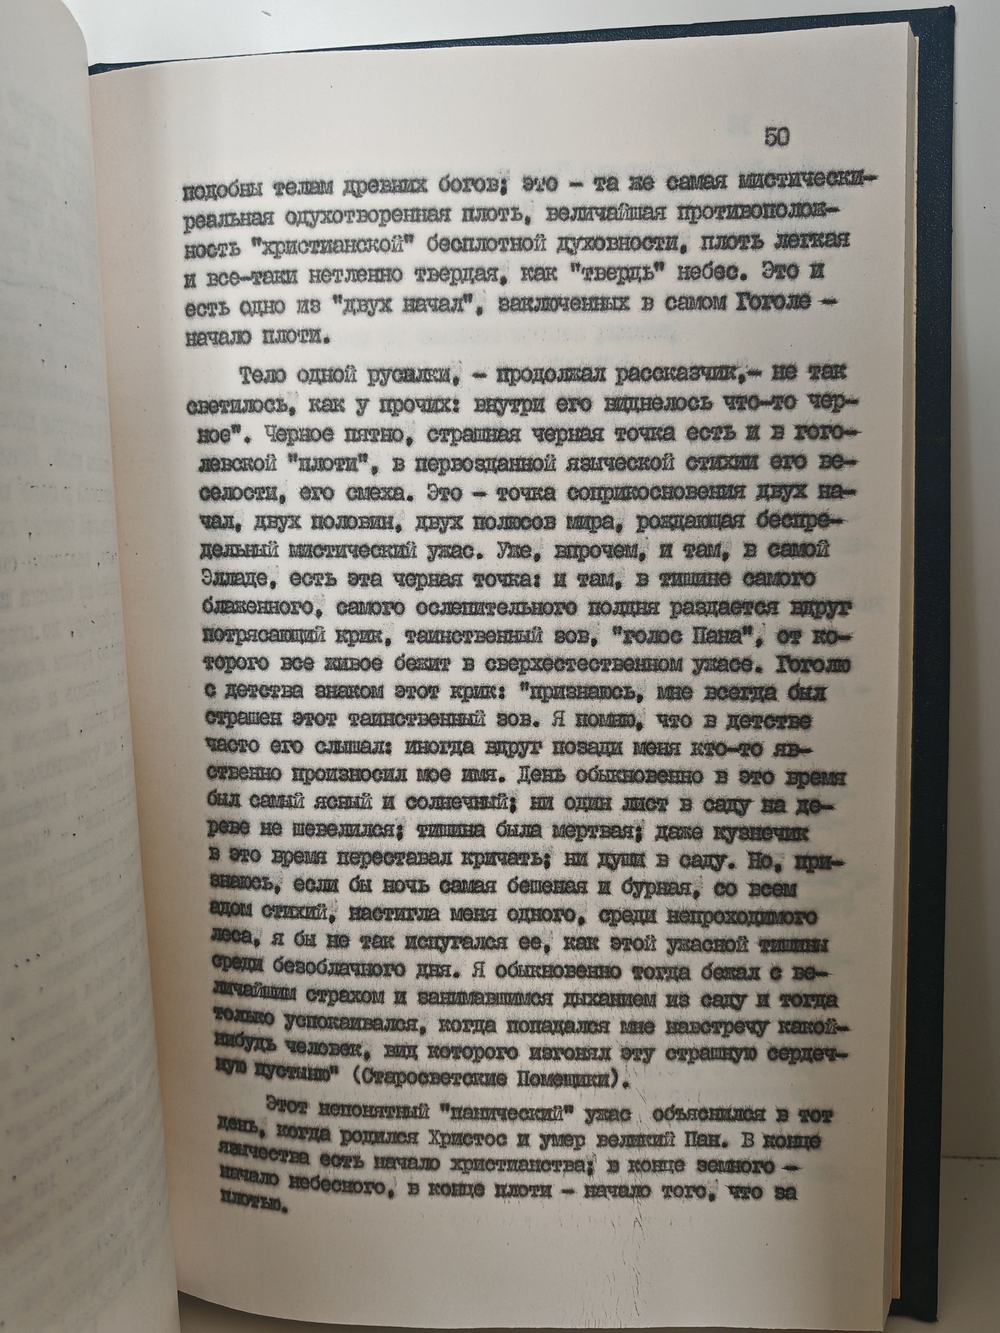 50
подобны телам древних богов; это - та же самая мистически-
реальная одухотворенная плоть, величайшая противополож-
ность "христианской" бесплотной духовности, плоть легкая
и все-таки нетленно твердая, как "твердь" небес. Это и
есть одно из "двух начал", заключенных в самом Гоголе -
начало плоти.
Тело одной русалки, - продолжал рассказчик,- не так
светилось, как у прочих: внутри его виднелось что-то чер-
ное". Черное пятно, страшная черная точка есть и в гого-
левской "плоти", в первозданной языческой стихии его ве-
селости, его смеха. Это - точка соприкосновения двух на-
чал, двух половин, двух полюсов мира, рождающая беспре-
дельный мистический ужас. Уже, впрочем, и там, в самой
Элладе, есть эта черная точка: и там, в тишине самого
блаженного, самого ослепительного полдня раздается вдруг
потрясающий крик, таинственный зов, "голос Пана", от ко-
торого все живое бежит в сверхестественном ужасе. Гоголю
с детства знаком этот крик: "признаюсь, мне всегда был
страшен этот таинственный зов. Я помню, что в детстве
часто его слышал: иногда вдруг позади меня кто-то яв-
ственно произносил мое имя. День обыкновенно в это время
был самый ясный и солнечный; ни один лист в саду на де-
реве не шевелился; тишина была мертвая; даже кузнечик
в это время переставал кричать; ни души в саду. Но, при-
знаюсь, если бы ночь самая бешеная и бурная, со всем
адом стихий, настигла меня одного, среди непроходимого
леса, я бы не так испугался ее, как этой ужасной тишины
среди безоблачного дня. Я обыкновенно тогда бежал с ве-
личайшим страхом и занимавшимся дыханием из саду и тогда
только успокаивался, когда попадался мне навстречу какой-
нибудь человек, вид которого изгонял эту страшную сердеч-
ную пустыню" (Старосветские Помещики).
Этот непонятный "панический" ужас объяснился в тот
день, когда родился Христос и умер великий Пан. В конце
язычества есть начало христианства; в конце земного -
начало небесного, в конце плоти - начало того, что за
плотью.